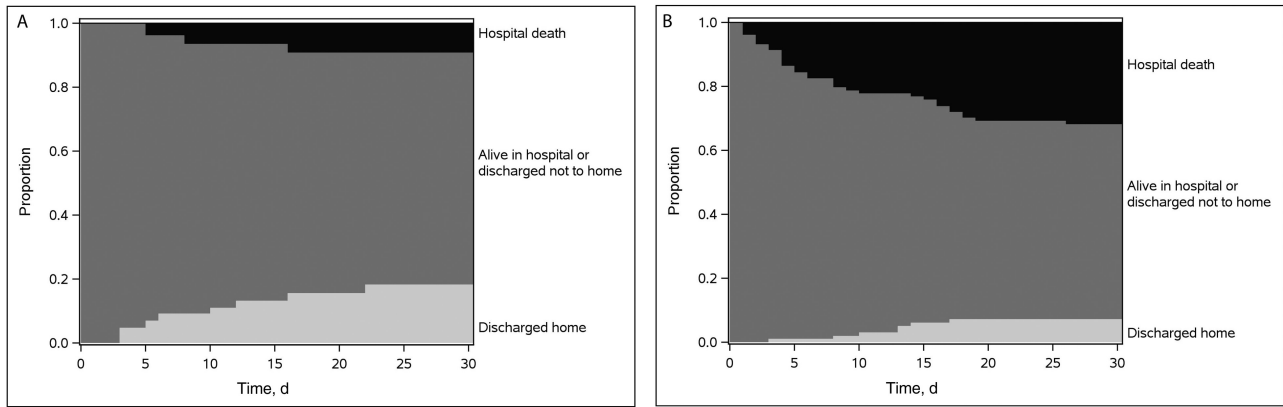 A
1.0
0.8
0.6
0.4
0.2
0.0
Proportion
0 5 10 15 20 25 30
Time, d
Hospital death
Alive in hospital or
discharged not to home
Discharged home
B
1.0
0.8
0.6
0.4
0.2
0.0
Proportion
0 5 10 15 20 25 30
Time, d
Hospital death
Alive in hospital or
discharged not to home
Discharged home